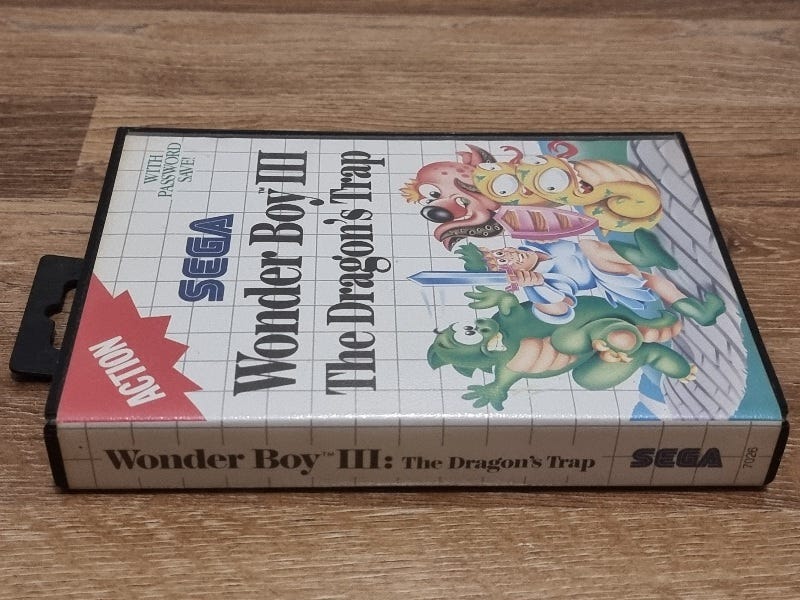 WITH
PASSWORD
SAVE!
SEGA
ACTION
Wonder Boy™ III
The Dragon's Trap
Wonder Boy™ III: The Dragon's Trap SEGA 7026